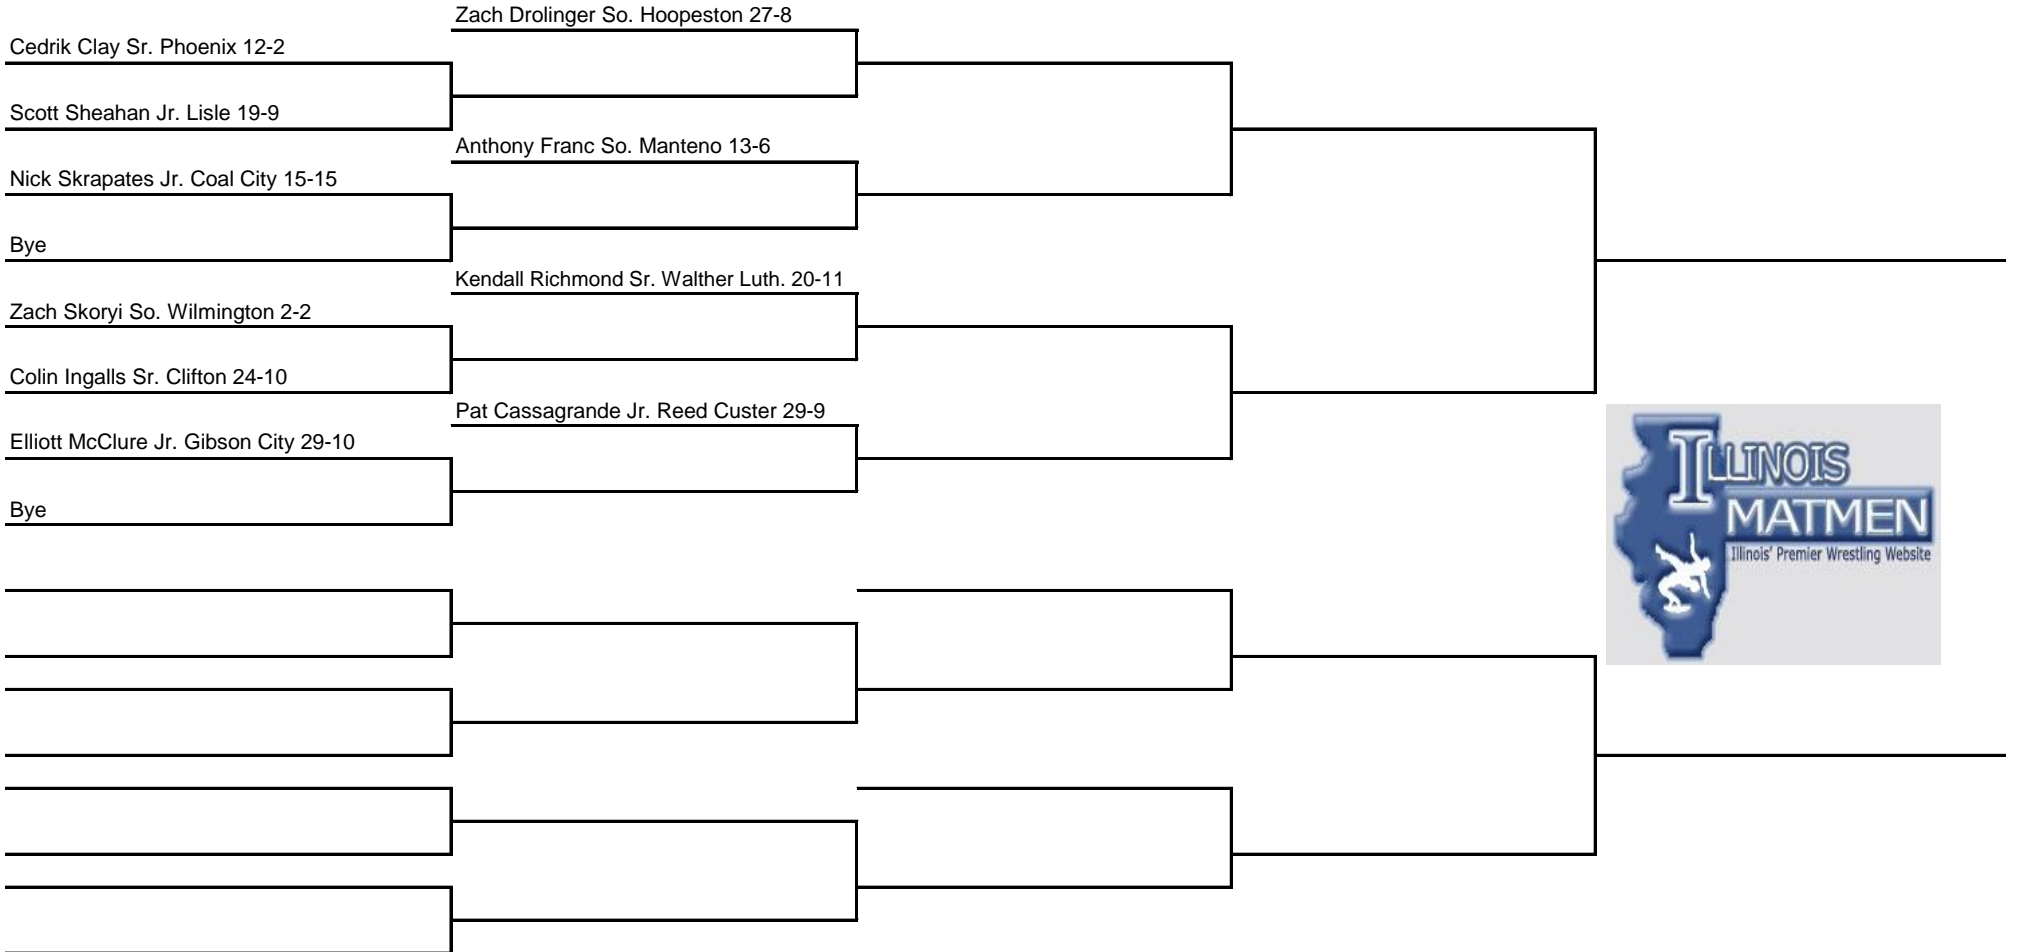 Zach Drolinger So. Hoopeston 27-8
Cedrik Clay Sr. Phoenix 12-2
Scott Sheahan Jr. Lisle 19-9
Anthony Franc So. Manteno 13-6
Nick Skrapates Jr. Coal City 15-15
Bye
Kendall Richmond Sr. Walther Luth. 20-11
Zach Skoryi So. Wilmington 2-2
Colin Ingalls Sr. Clifton 24-10
Pat Cassagrande Jr. Reed Custer 29-9
Elliott McClure Jr. Gibson City 29-10
Bye
ILLINOIS
MATMEN
Illinois' Premier Wrestling Website